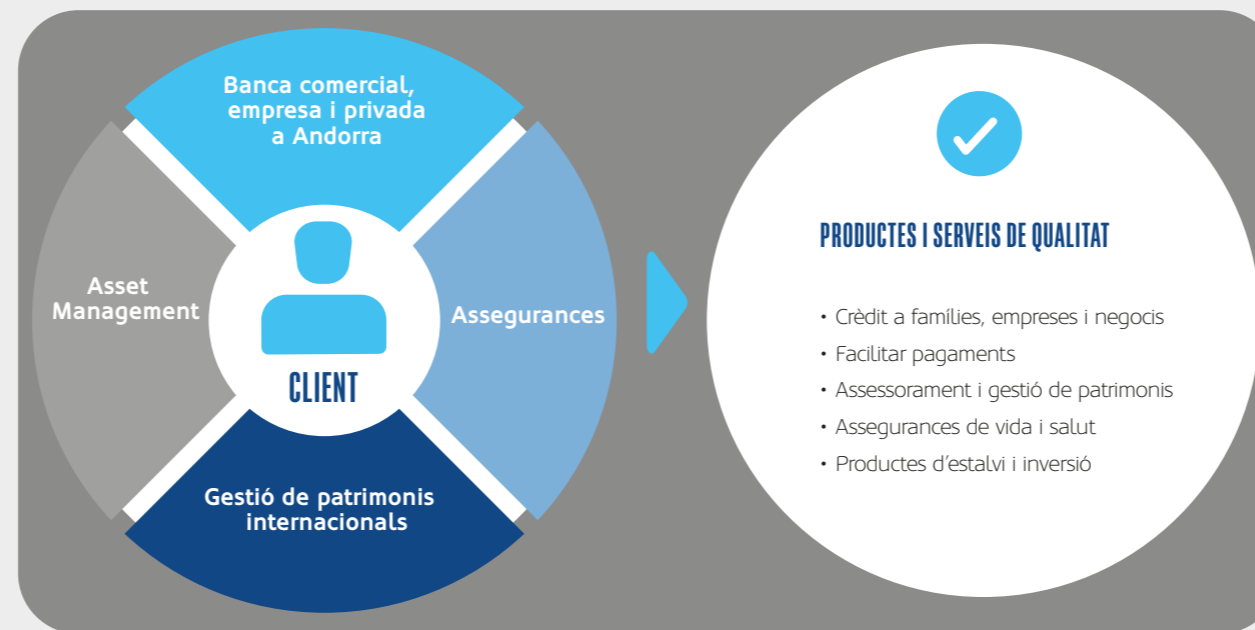 Banca comercial,
empresa i privada
a Andorra
Asset
Management
Assegurances
CLIENT
Gestió de patrimonis
internacionals
PRODUCTES I SERVEIS DE QUALITAT
• Crèdit a famílies, empreses i negocis
• Facilitar pagaments
• Assessorament i gestió de patrimonis
• Assegurances de vida i salut
• Productes d’estalvi i inversió